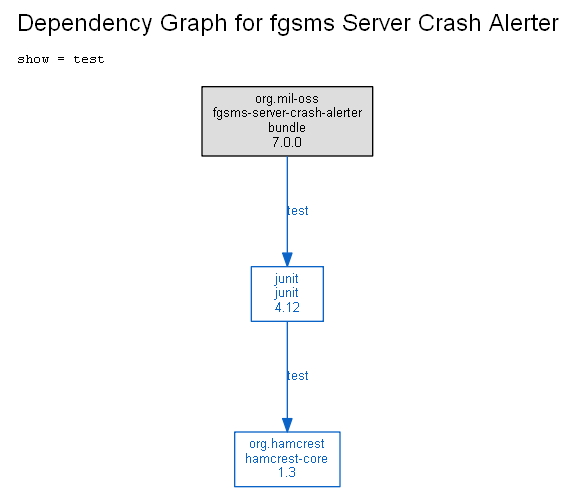 Dependency Graph for fgsms Server Crash Alerter
show = test
org.mil-oss
fgsms-server-crash-alerter
bundle
7.0.0
test
junit
junit
4.12
test
org.hamcrest
hamcrest-core
1.3